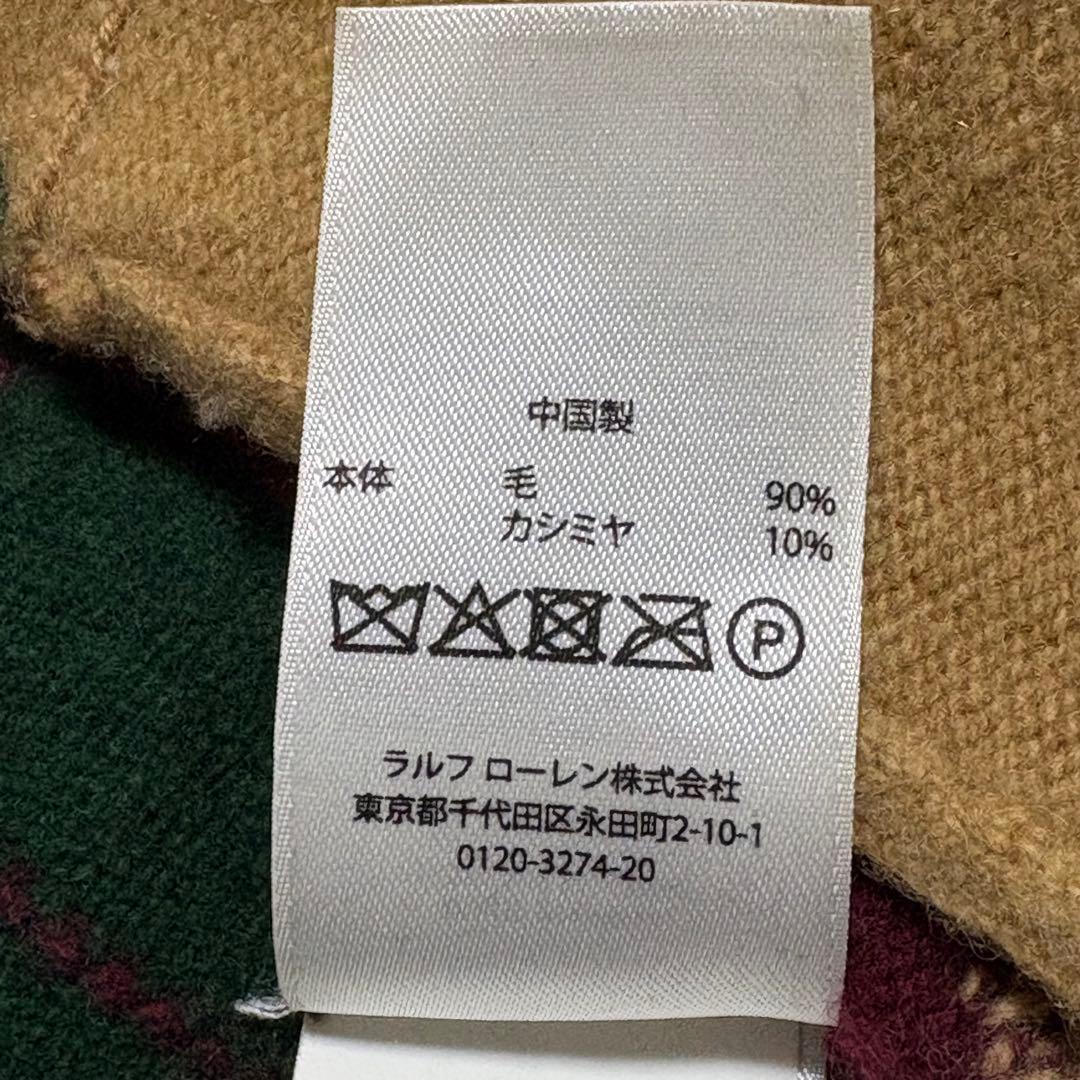 中国製
本体 毛 90%
カシミヤ 10%
P
ラルフ ローレン株式会社
東京都千代田区永田町2-10-1
0120-3274-20